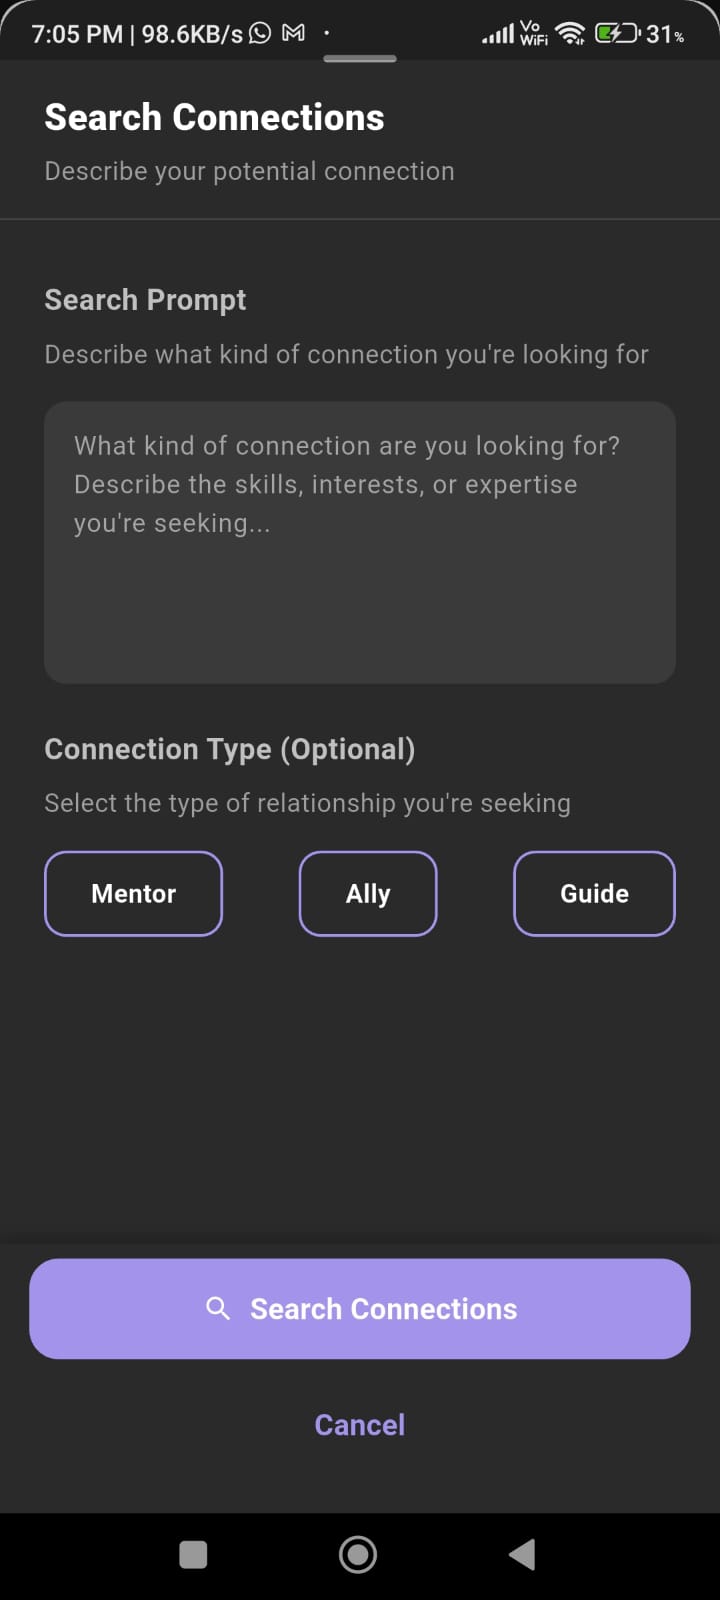 7:05 PM | 98.6KB/s
Vo
WiFi
31%
Search Connections
Describe your potential connection
Search Prompt
Describe what kind of connection you're looking for
What kind of connection are you looking for?
Describe the skills, interests, or expertise
you're seeking...
Connection Type (Optional)
Select the type of relationship you're seeking
Mentor Ally Guide
Search Connections
Cancel